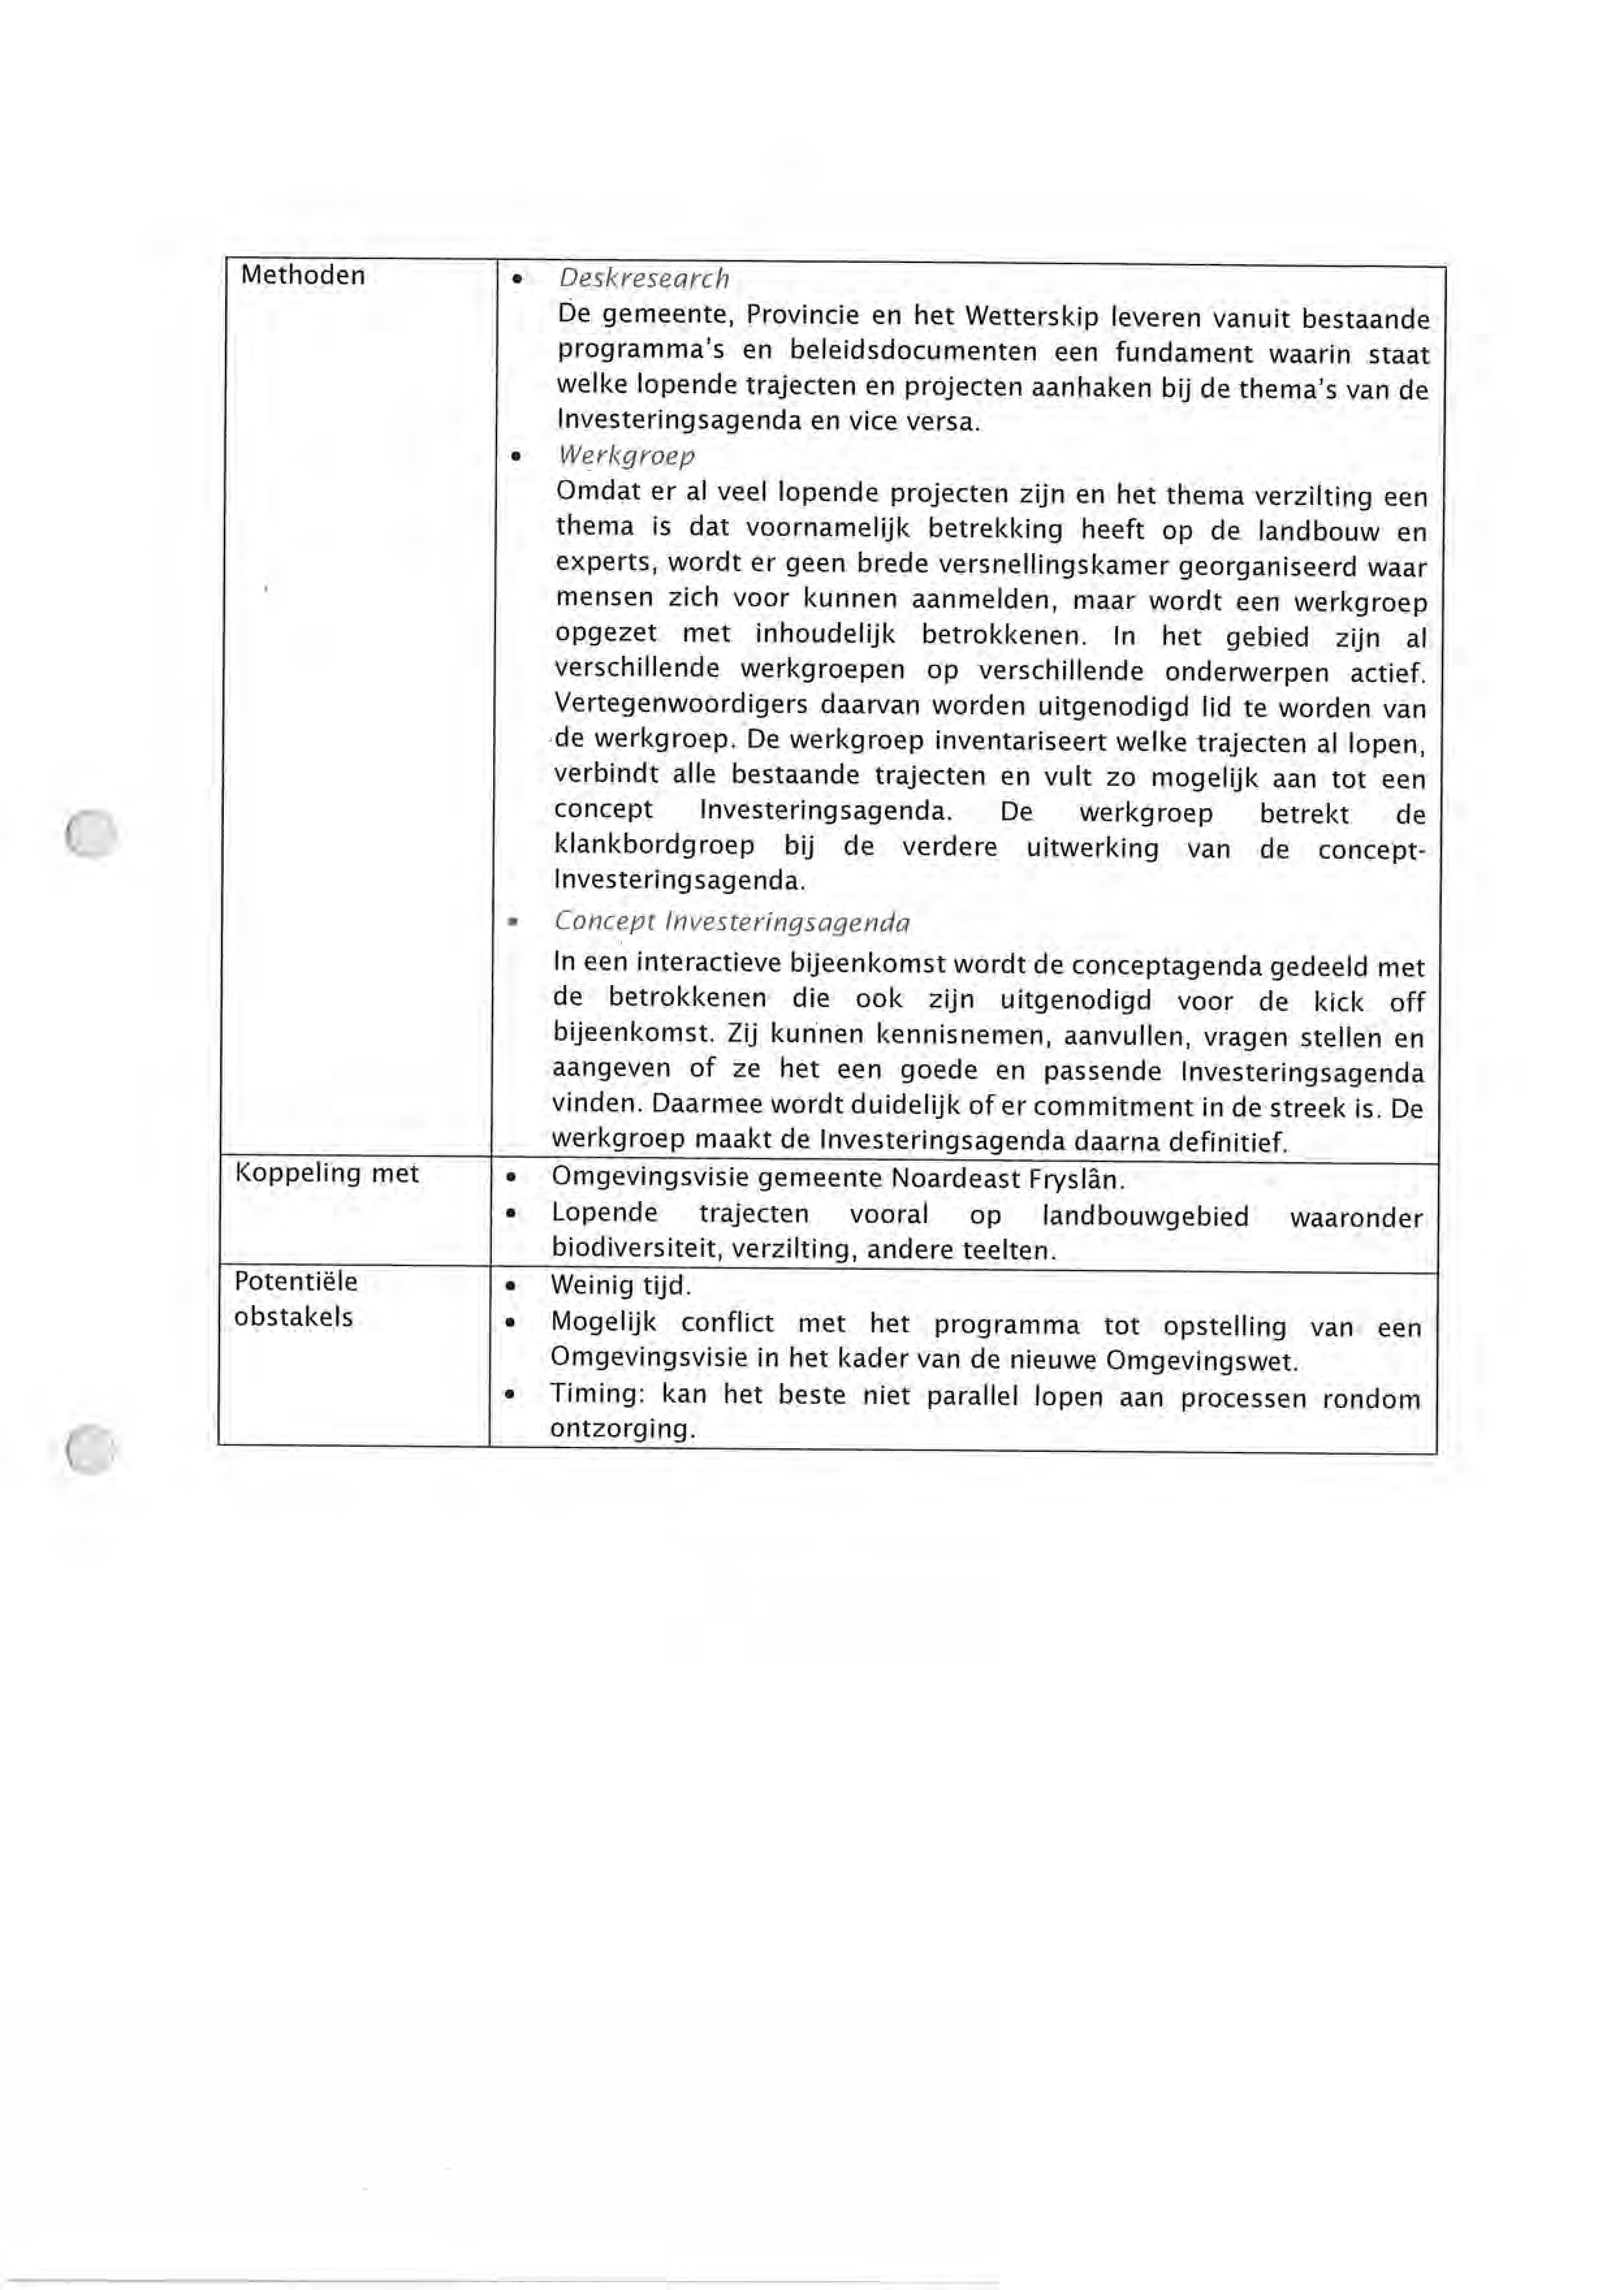 Methoden
• Deskresearch
De gemeente, Provincie en het Wetterskip leveren vanuit bestaande
programma's en beleidsdocumenten een fundament waarin staat
welke lopende trajecten en projecten aanhaken bij de thema's van de
Investeringsagenda en vice versa.
• Werkgroep
Omdat er al veel lopende projecten zijn en het thema verzilting een
thema is dat voornamelijk betrekking heeft op de landbouw en
experts, wordt er geen brede versnellingskamer georganiseerd waar
mensen zich voor kunnen aanmelden, maar wordt een werkgroep
opgezet met inhoudelijk betrokkenen. In het gebied zijn al
verschillende werkgroepen op verschillende onderwerpen actief.
Vertegenwoordigers daarvan worden uitgenodigd lid te worden van
de werkgroep. De werkgroep inventariseert welke trajecten al lopen,
verbindt alle bestaande trajecten en vult zo mogelijk aan tot een
concept Investeringsagenda. De werkgroep betrekt de
klankbordgroep bij de verdere uitwerking van de concept-
Investeringsagenda.
▪ Concept Investeringsagenda
In een interactieve bijeenkomst wordt de conceptagenda gedeeld met
de betrokkenen die ook zijn uitgenodigd voor de kick off
bijeenkomst. Zij kunnen kennisnemen, aanvullen, vragen stellen en
aangeven of ze het een goede en passende Investeringsagenda
vinden. Daarmee wordt duidelijk of er commitment in de streek is. De
werkgroep maakt de Investeringsagenda daarna definitief.
Koppeling met
• Omgevingsvisie gemeente Noardeast Fryslân.
• Lopende trajecten vooral op landbouwgebied waaronder
biodiversiteit, verzilting, andere teelten.
Potentiële
obstakels
• Weinig tijd.
• Mogelijk conflict met het programma tot opstelling van een
Omgevingsvisie in het kader van de nieuwe Omgevingswet.
• Timing: kan het beste niet parallel lopen aan processen rondom
ontzorging.